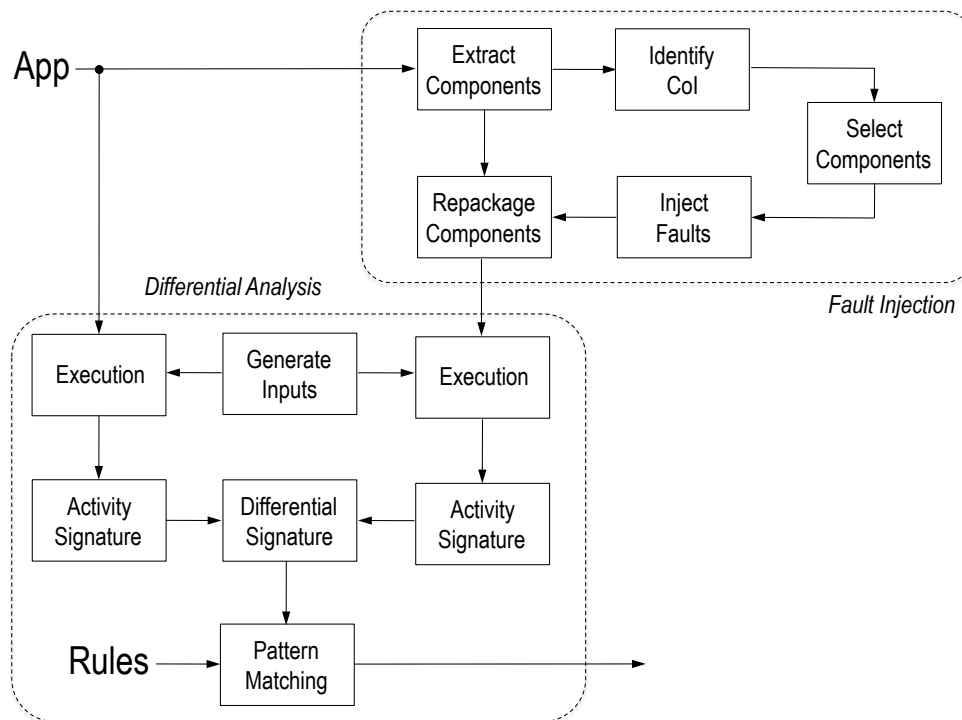 App
Extract
Components
Identify
CoI
Select
Components
Repackage
Components
Inject
Faults
Differential Analysis
Fault Injection
Execution
Generate
Inputs
Execution
Activity
Signature
Differential
Signature
Activity
Signature
Rules
Pattern
Matching